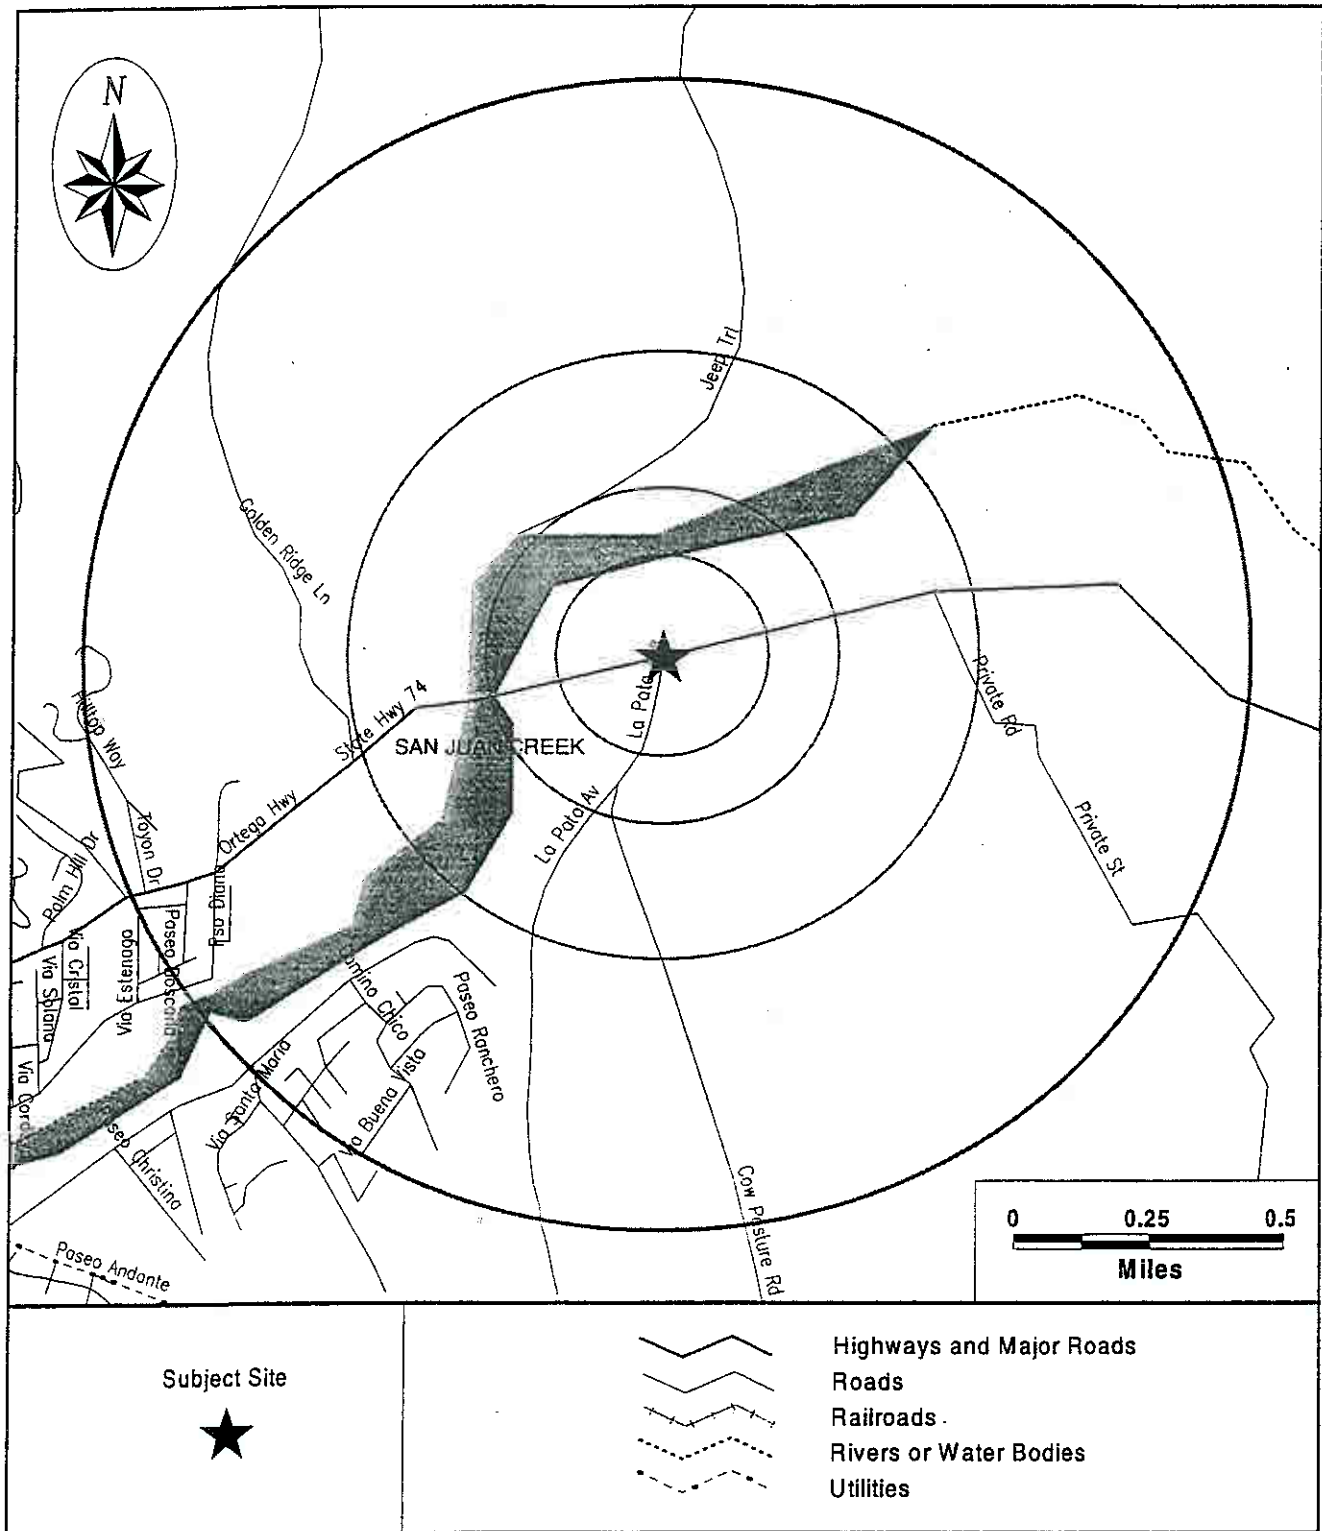 N
Jeep Trl
Golden Ridge Ln
Hilltop Way
State Hwy 74
La Pata
Private Rd
SAN JUAN CREEK
Ortega Hwy
Toyon Dr
La Pata Av
Private St
Palm Hill Dr
Pso Diana
Via Cristal
Via Solana
Via Estenaga
Paseo
Chico
Paseo Ranchero
Via Santa Maria
Via Buena Vista
Via
Christina
Cow Pasture Rd
Paseo Andante
0 0.25 0.5
Miles
Subject Site
Highways and Major Roads
Roads
Railroads
Rivers or Water Bodies
Utilities